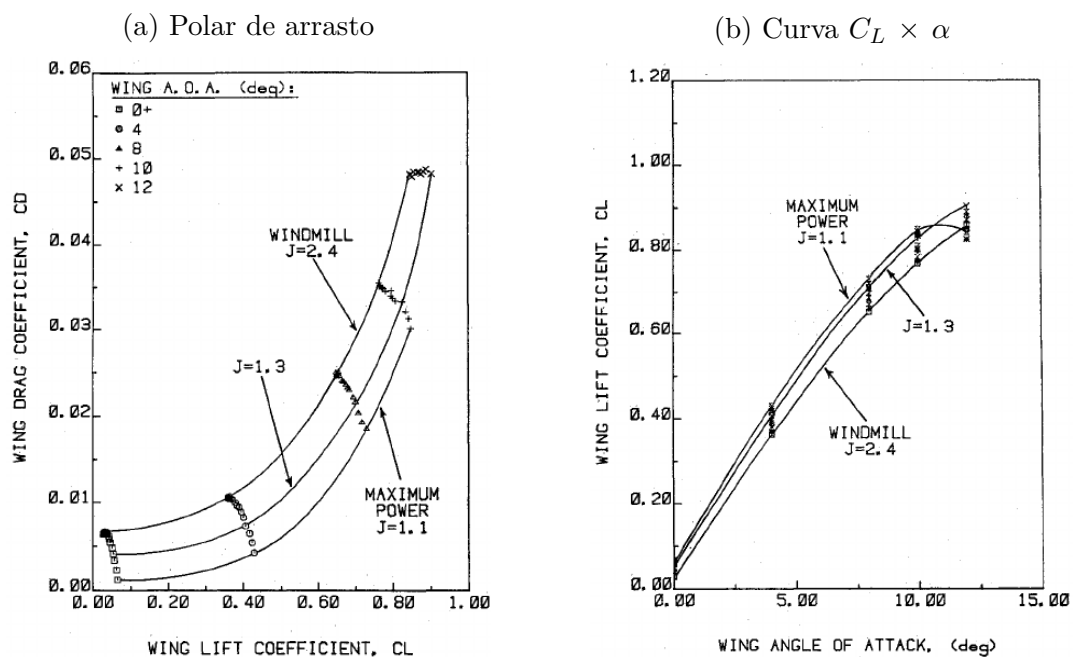 (a) Polar de arrasto
0.06
WING A.O.A. (deg):
0+
4
8
10
12
0.05
0.04
0.03
0.02
0.01
0.00
WING DRAG COEFFICIENT, CD
WINDMILL
J=2.4
J=1.3
MAXIMUM
POWER
J=1.1
0.00 0.20 0.40 0.60 0.80 1.00
WING LIFT COEFFICIENT, CL
(b) Curva C_L × α
1.20
1.00
0.80
0.60
0.40
0.20
0.00
WING LIFT COEFFICIENT, CL
MAXIMUM
POWER
J=1.1
J=1.3
WINDMILL
J=2.4
0.00 5.00 10.00 15.00
WING ANGLE OF ATTACK, (deg)